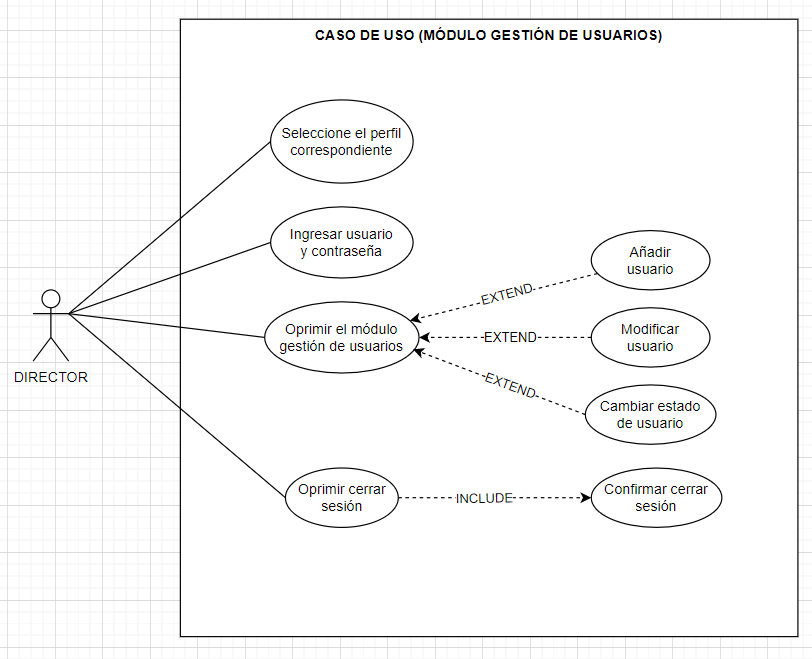 CASO DE USO (MÓDULO GESTIÓN DE USUARIOS)
Seleccione el perfil
correspondiente
Ingresar usuario
y contraseña
Oprimir el módulo
gestión de usuarios
Oprimir cerrar
sesión
EXTEND
EXTEND
EXTEND
INCLUDE
Añadir
usuario
Modificar
usuario
Cambiar estado
de usuario
Confirmar cerrar
sesión
DIRECTOR